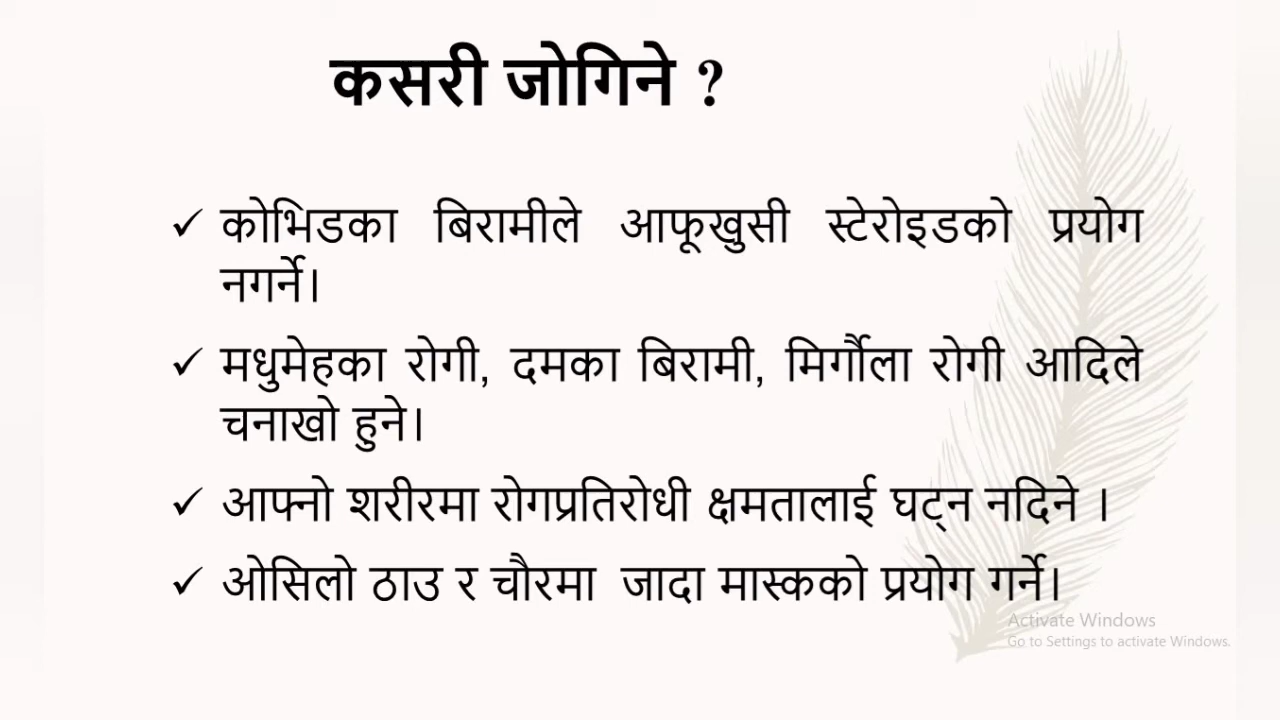 कसरी जोगिने ?
✓ कोभिडका बिरामीले आफूखुसी स्टेरोइडको प्रयोग
नगर्ने।
✓ मधुमेहका रोगी, दमका बिरामी, मिर्गौला रोगी आदिले
चनाखो हुने।
✓ आफ्नो शरीरमा रोगप्रतिरोधी क्षमतालाई घट्न नदिने ।
✓ ओसिलो ठाउ र चौरमा जादा मास्कको प्रयोग गर्ने।
Activate Windows
Go to Settings to activate Windows.